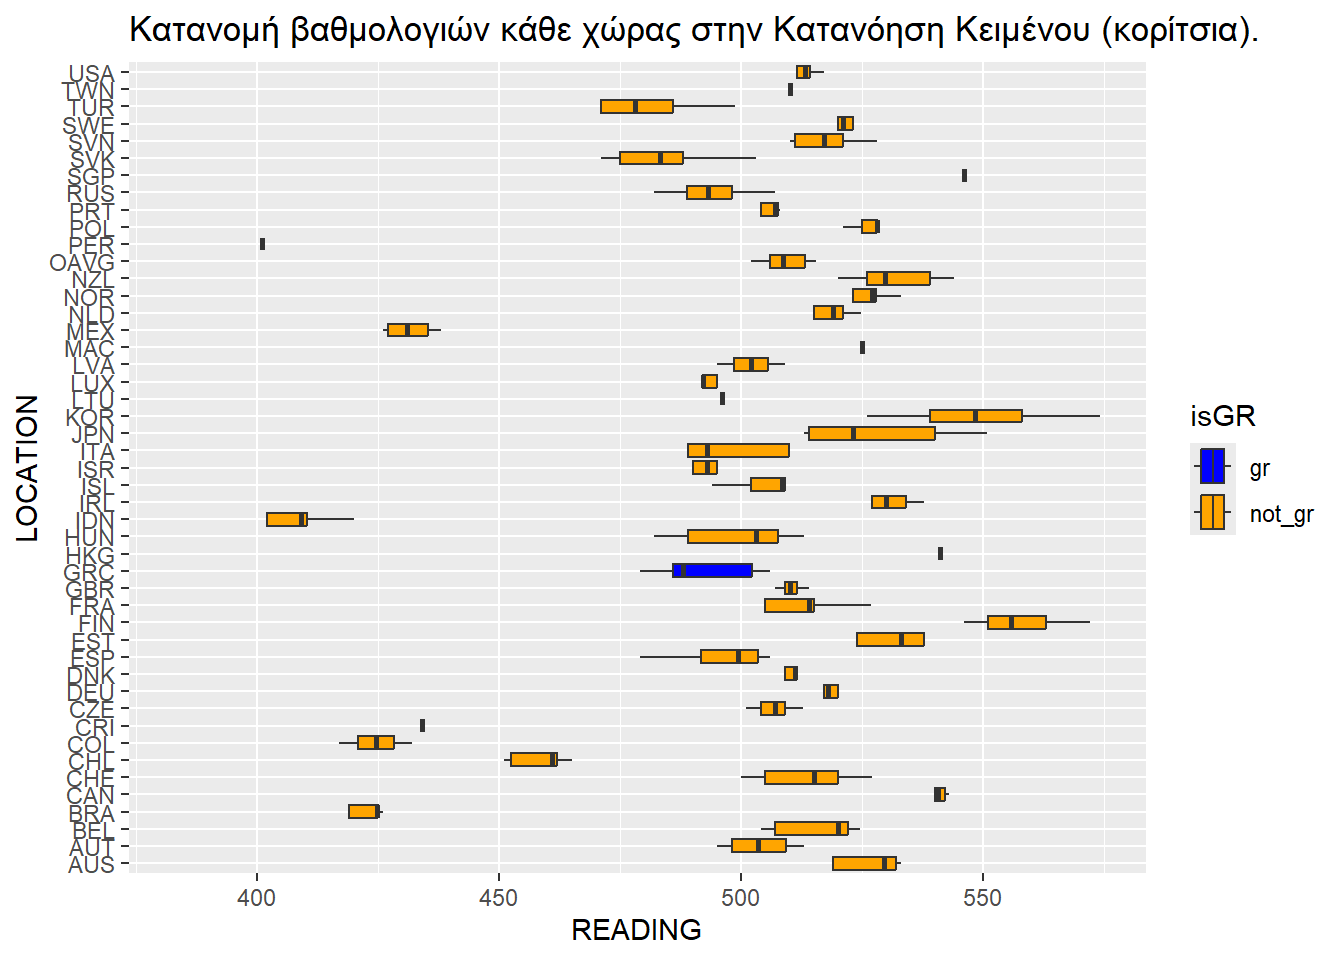 Κατανομή βαθμολογιών κάθε χώρας στην Κατανόηση Κειμένου (κορίτσια).
USA
TWN
TUR
SWE
SVN
SVK
SGP
RUS
PRT
POL
PER
OAVG
NZL
NOR
NLD
MEX
MAC
LVA
LUX
LTU
KOR
JPN
ITA
ISR
ISL
IRL
IDN
HUN
HKG
GRC
GBR
FRA
FIN
EST
ESP
DNK
DEU
CZE
CRI
COL
CHL
CHE
CAN
BRA
BEL
AUT
AUS
LOCATION
400 450 500 550
READING
isGR
gr
not_gr